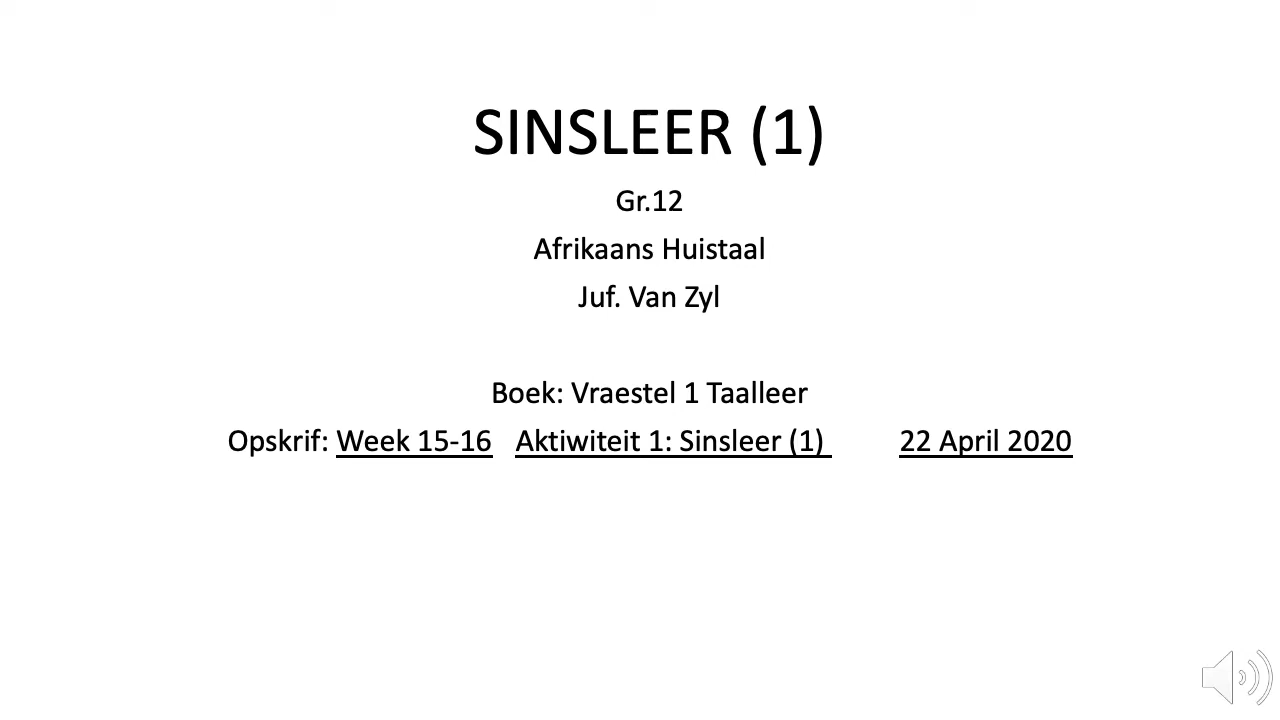 SINSLEER (1)
Gr.12
Afrikaans Huistaal
Juf. Van Zyl
Boek: Vraestel 1 Taalleer
Opskrif: Week 15-16 Aktiwiteit 1: Sinsleer (1) 22 April 2020